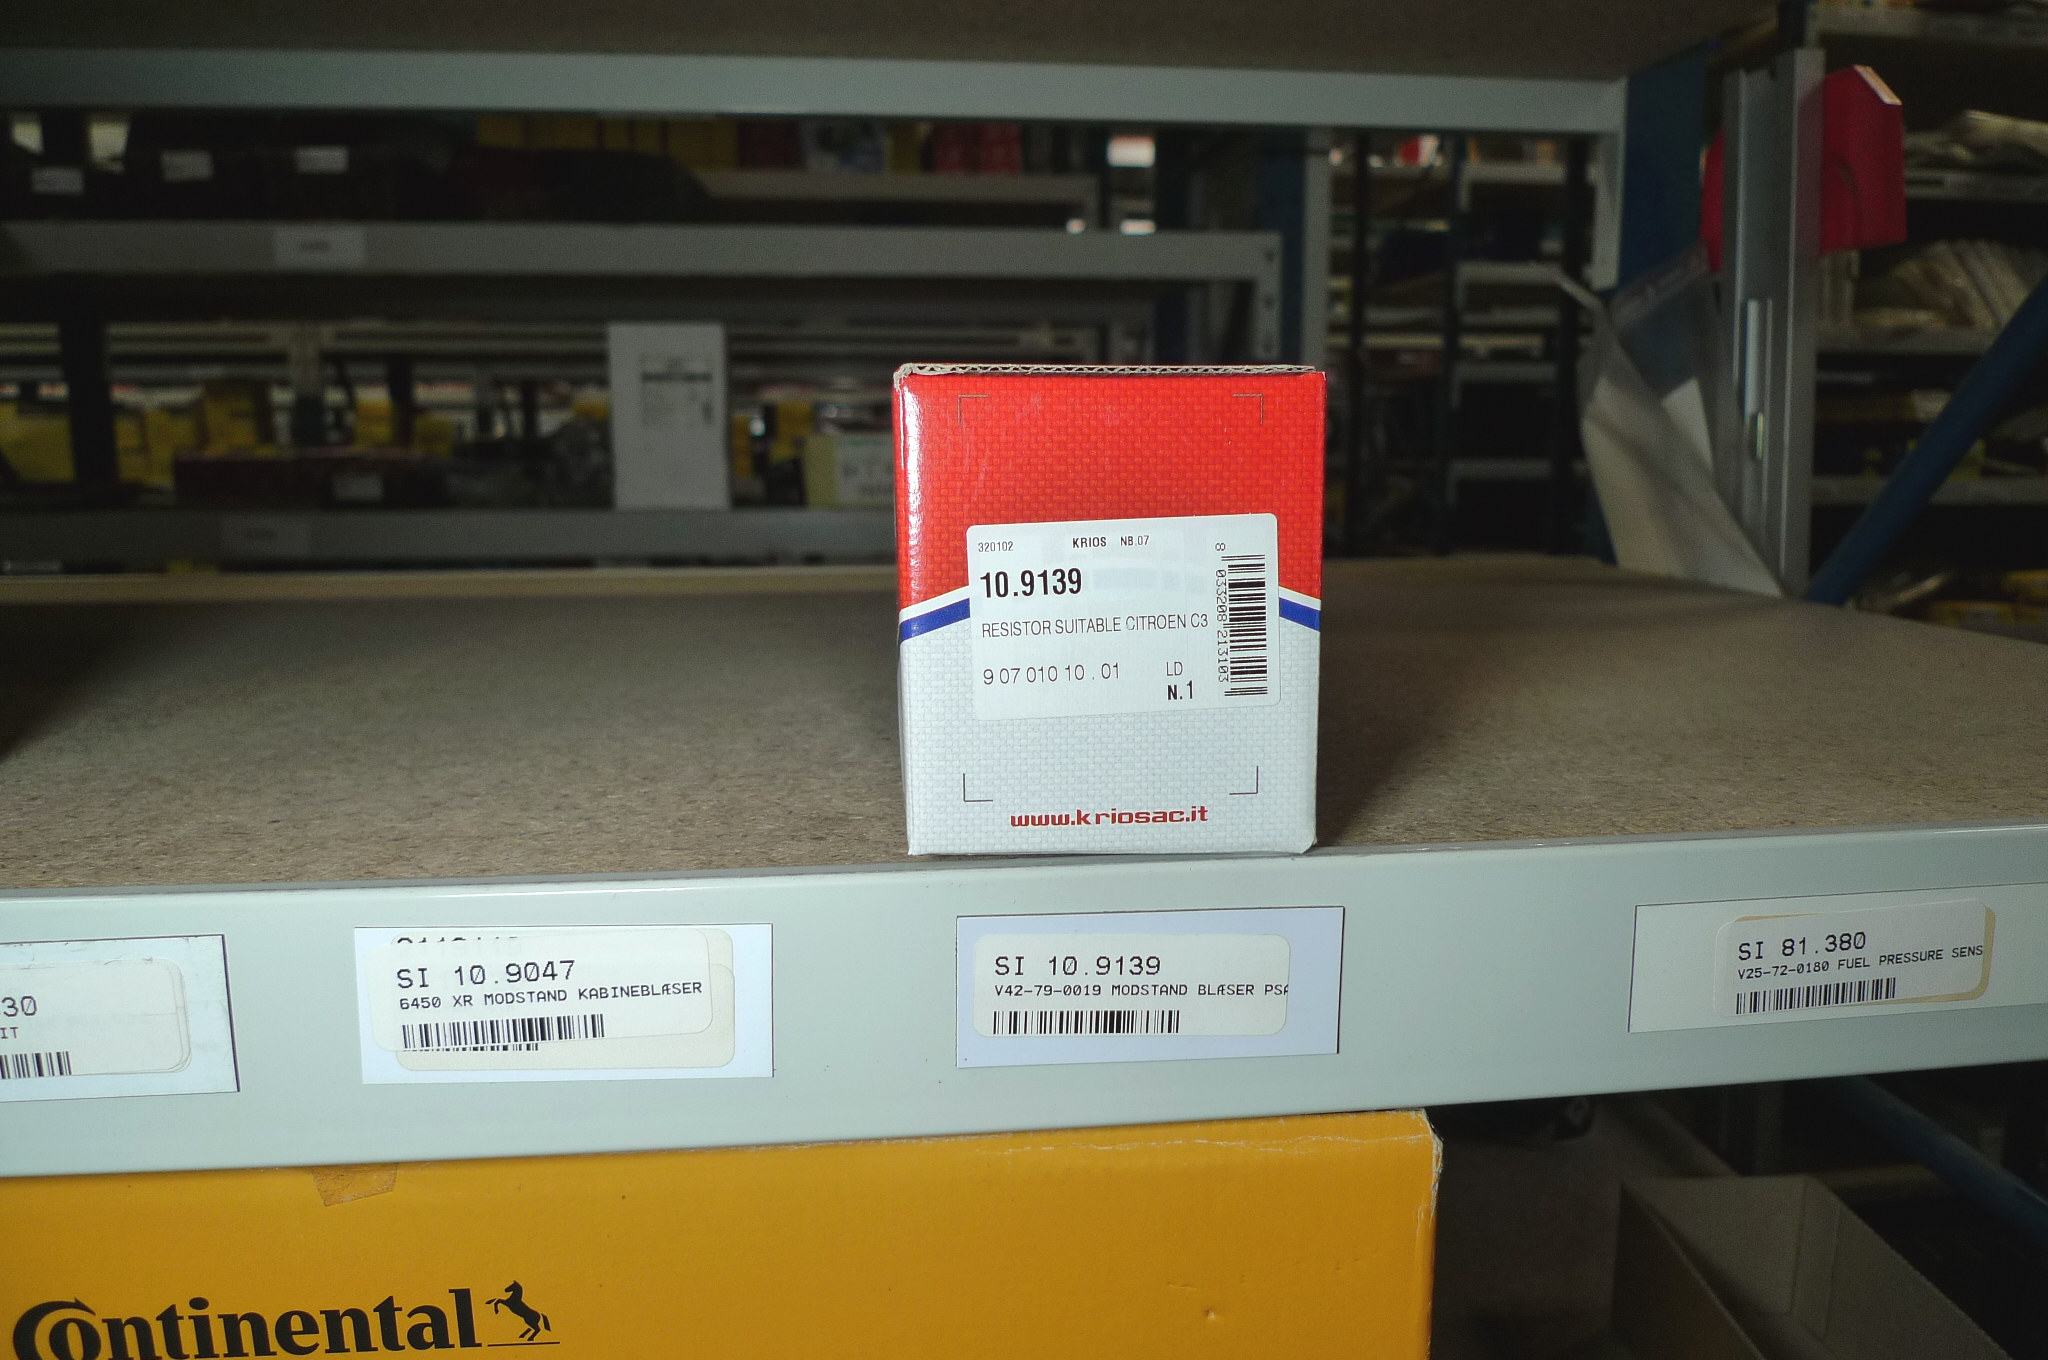 320102 KRIOS NB.07
10.9139
RESISTOR SUITABLE CITROEN C3
9 07 010 10 . 01 LD
N.1
8 033208 213103
www.kriosac.it
30
IT
SI 10.9047
6450 XR MODSTAND KABINEBLÆSER
SI 10.9139
V42-79-0019 MODSTAND BLÆSER PSA
SI 81.380
V25-72-0180 FUEL PRESSURE SENS
Continental